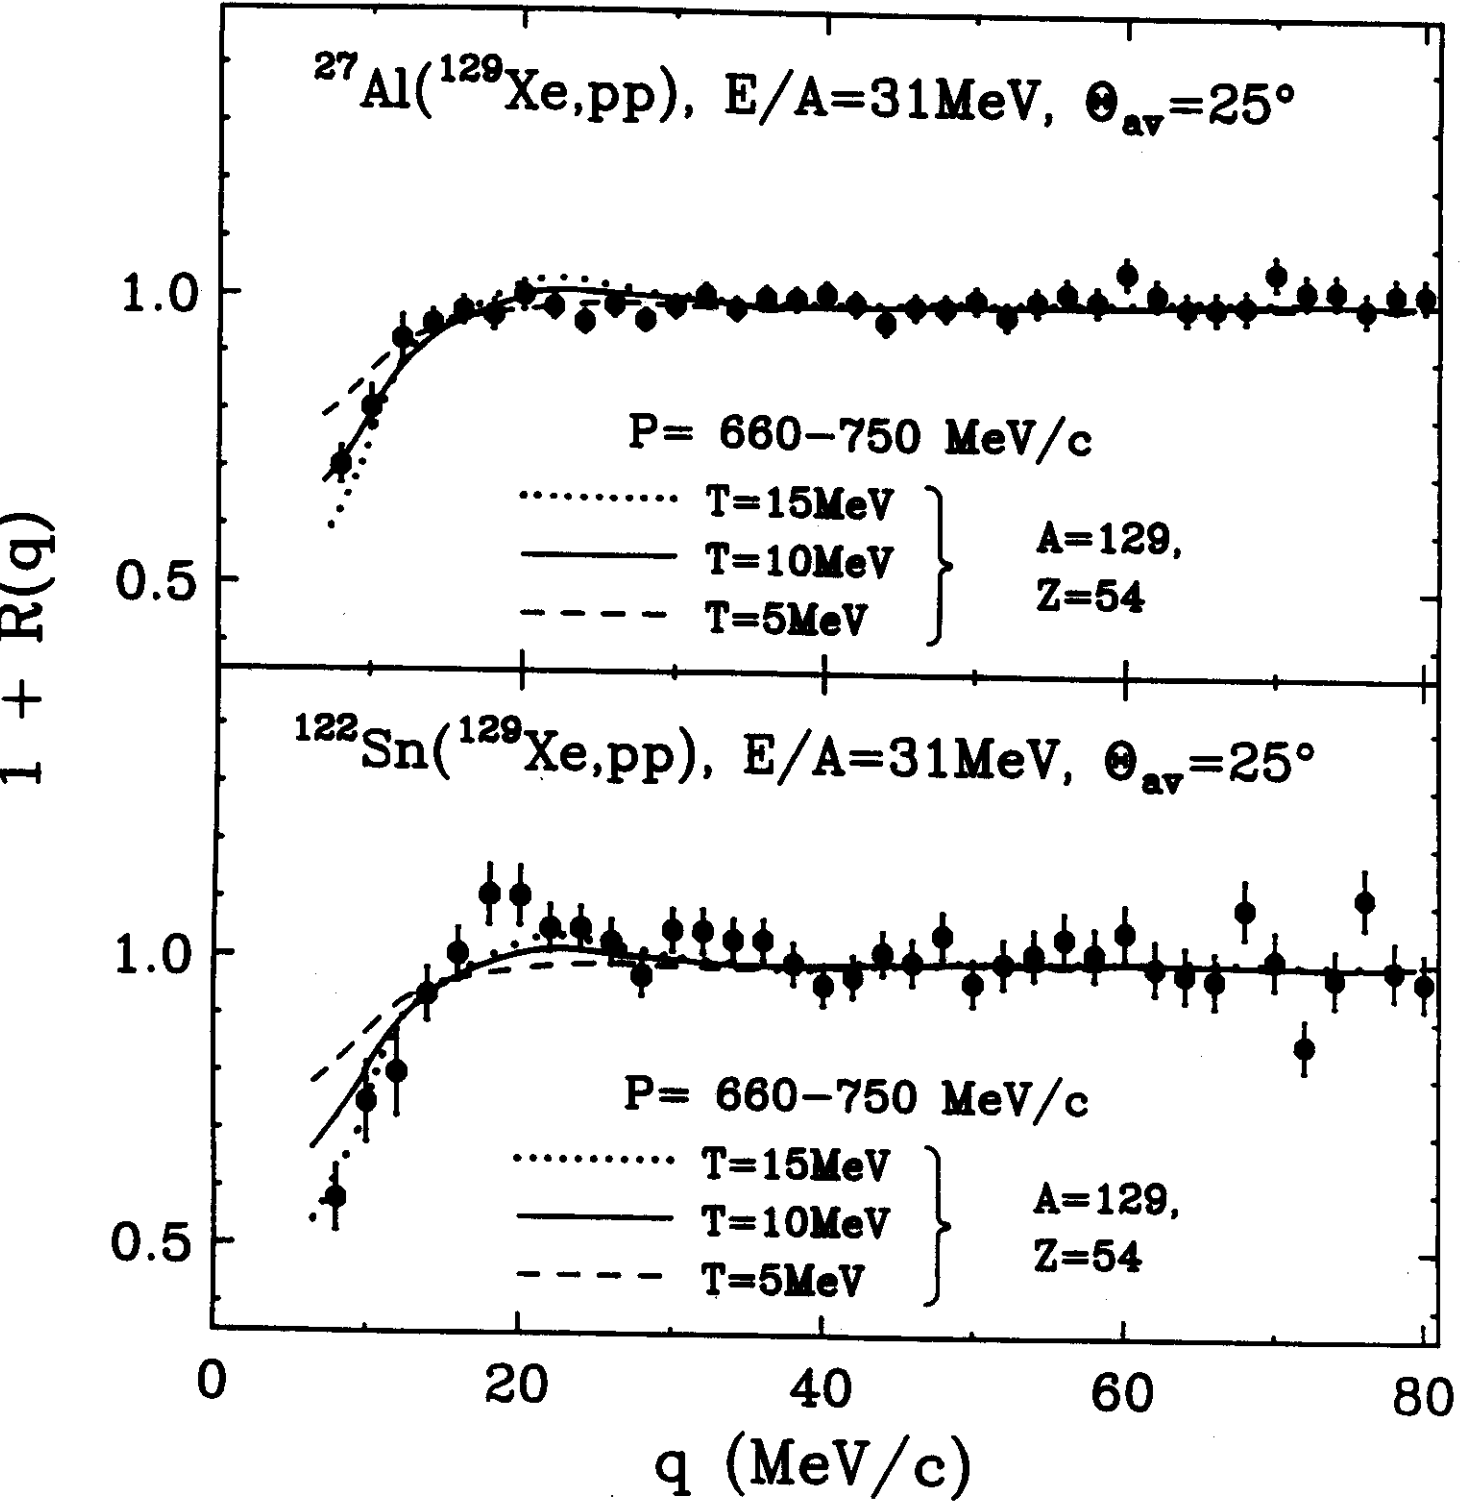 ²⁷Al(¹²⁹Xe,pp), E/A=31MeV, Θ_av=25°
1.0
P= 660−750 MeV/c
T=15MeV
T=10MeV
T=5MeV
A=129,
Z=54
0.5
1 + R(q)
¹²²Sn(¹²⁹Xe,pp), E/A=31MeV, Θ_av=25°
1.0
P= 660−750 MeV/c
T=15MeV
T=10MeV
T=5MeV
A=129,
Z=54
0.5
0 20 40 60 80
q (MeV/c)